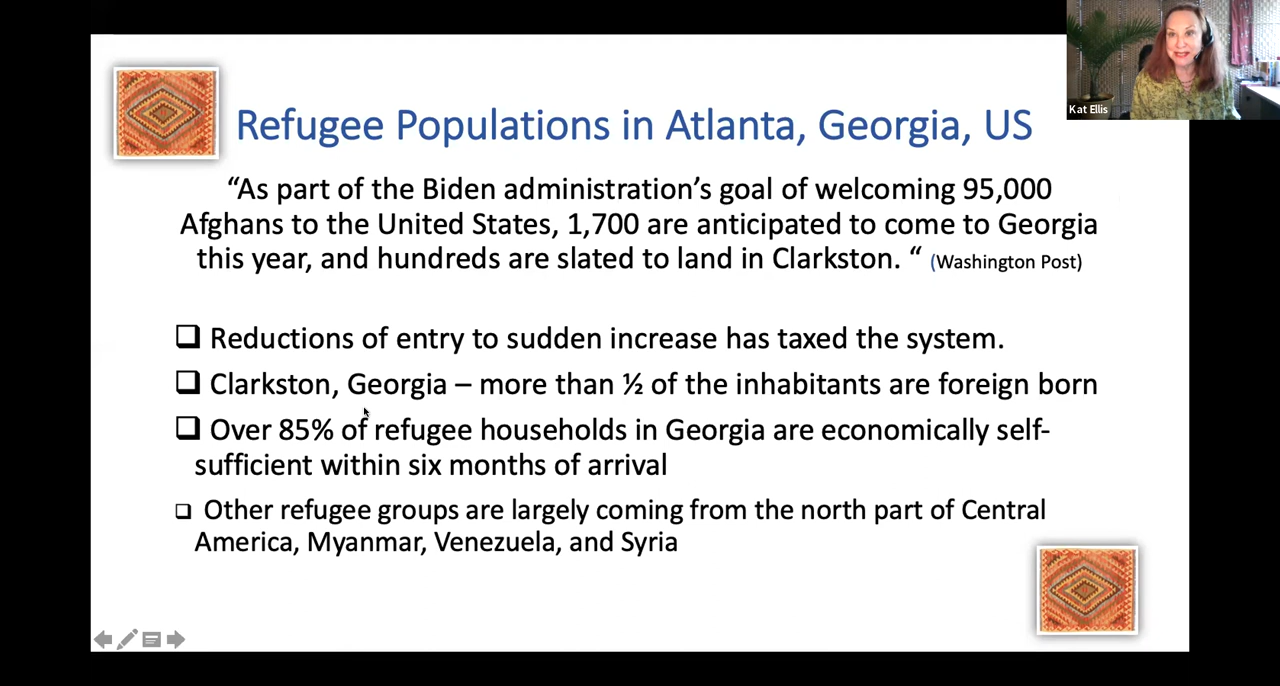 Kat Ellis
Refugee Populations in Atlanta, Georgia, US
“As part of the Biden administration’s goal of welcoming 95,000
Afghans to the United States, 1,700 are anticipated to come to Georgia
this year, and hundreds are slated to land in Clarkston. “ (Washington Post)
Reductions of entry to sudden increase has taxed the system.
Clarkston, Georgia – more than ½ of the inhabitants are foreign born
Over 85% of refugee households in Georgia are economically self-
sufficient within six months of arrival
Other refugee groups are largely coming from the north part of Central
America, Myanmar, Venezuela, and Syria